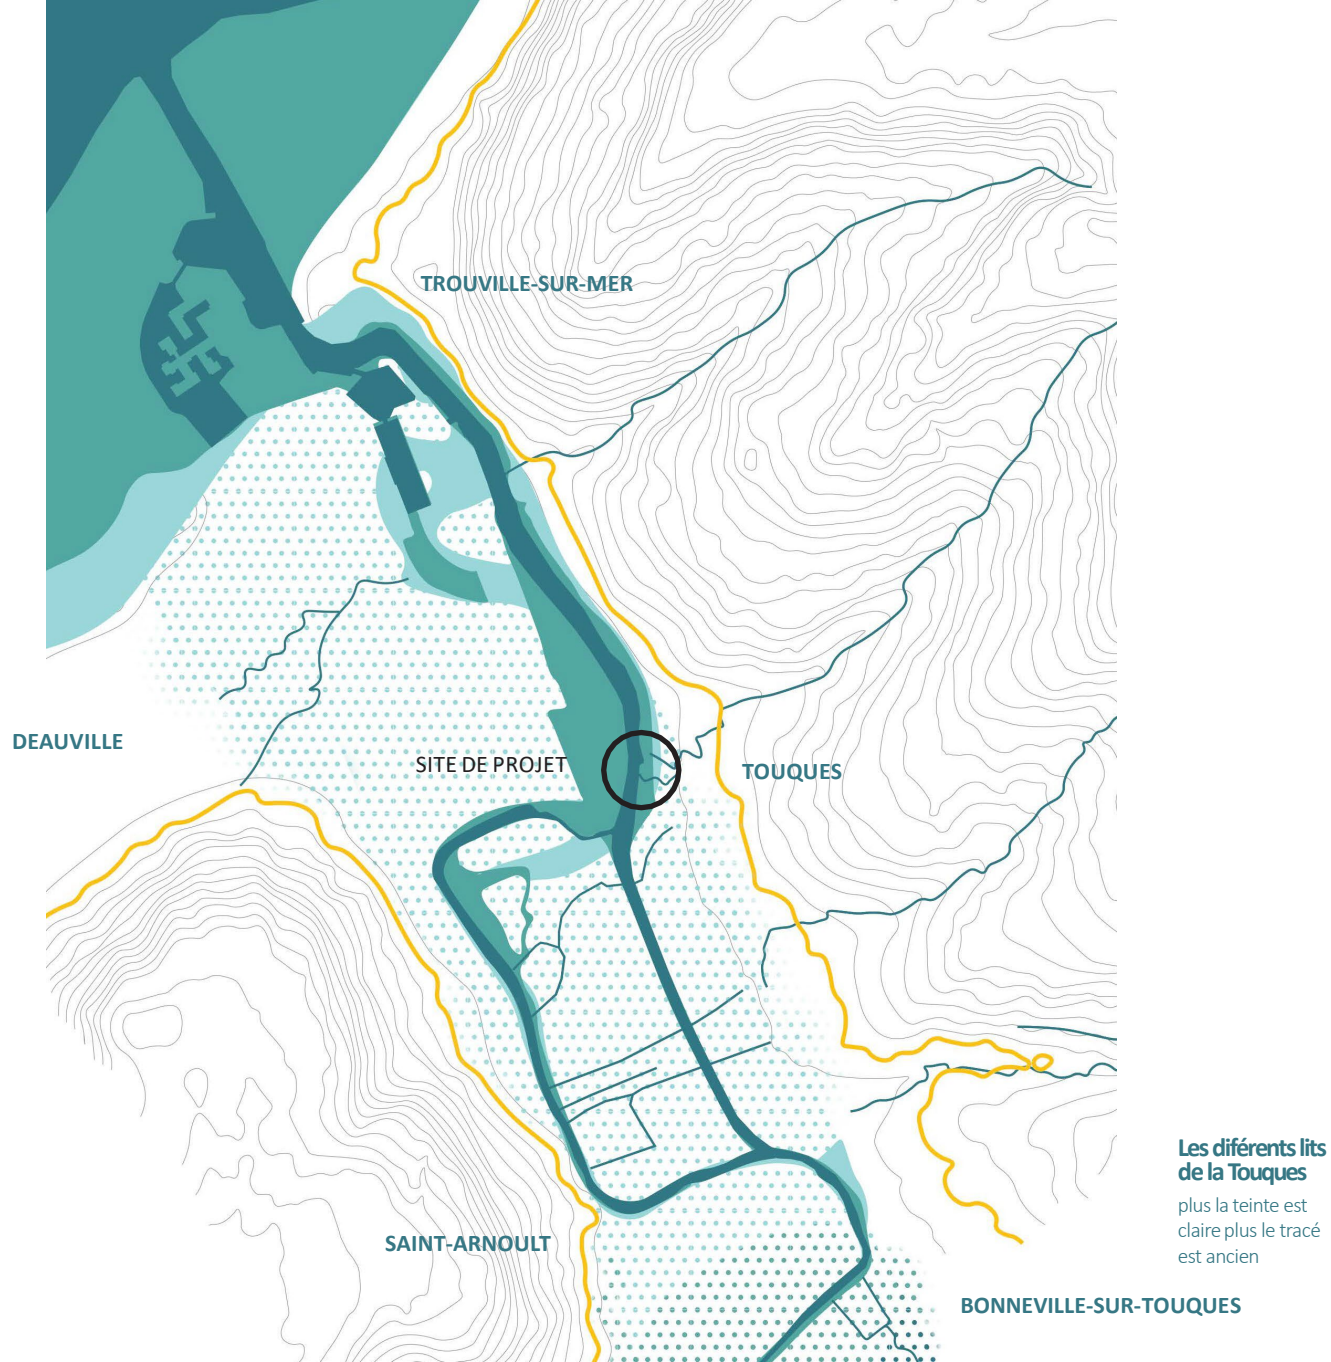 TROUVILLE-SUR-MER
DEAUVILLE
SITE DE PROJET
TOUQUES
Les diférents lits
de la Touques
plus la teinte est
claire plus le tracé
est ancien
SAINT-ARNOULT
BONNEVILLE-SUR-TOUQUES